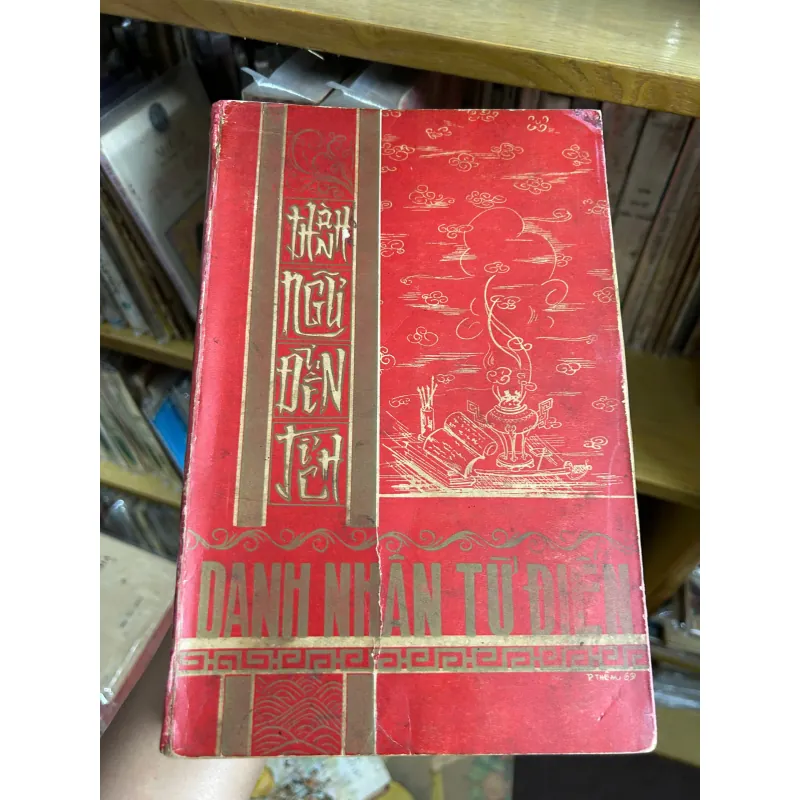 THÀNH
NGỮ
ĐIỂN
TÍCH
DANH NHÂN TỪ ĐIỂN